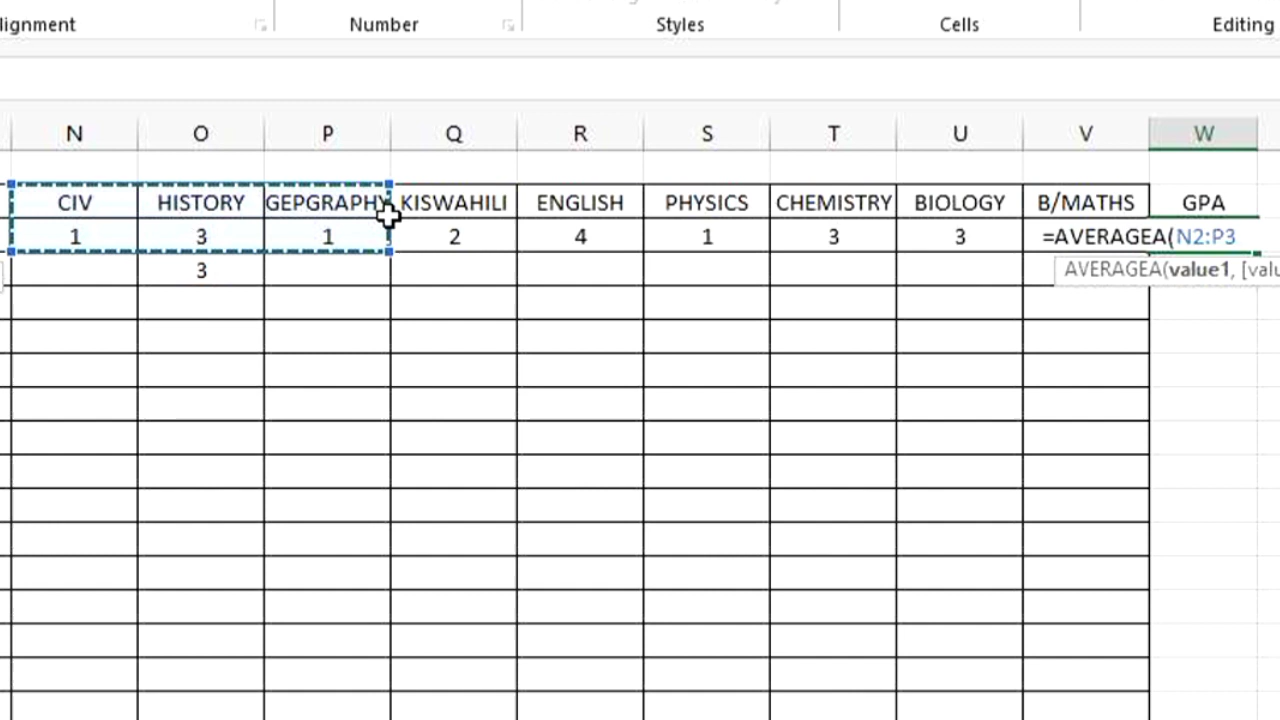 lignment Number Styles Cells Editing
N O P Q R S T U V W
CIV HISTORY GEPGRAPHY KISWAHILI ENGLISH PHYSICS CHEMISTRY BIOLOGY B/MATHS GPA
1 3 1 2 4 1 3 3 =AVERAGEA(N2:P3
3 AVERAGEA(value1, [valu